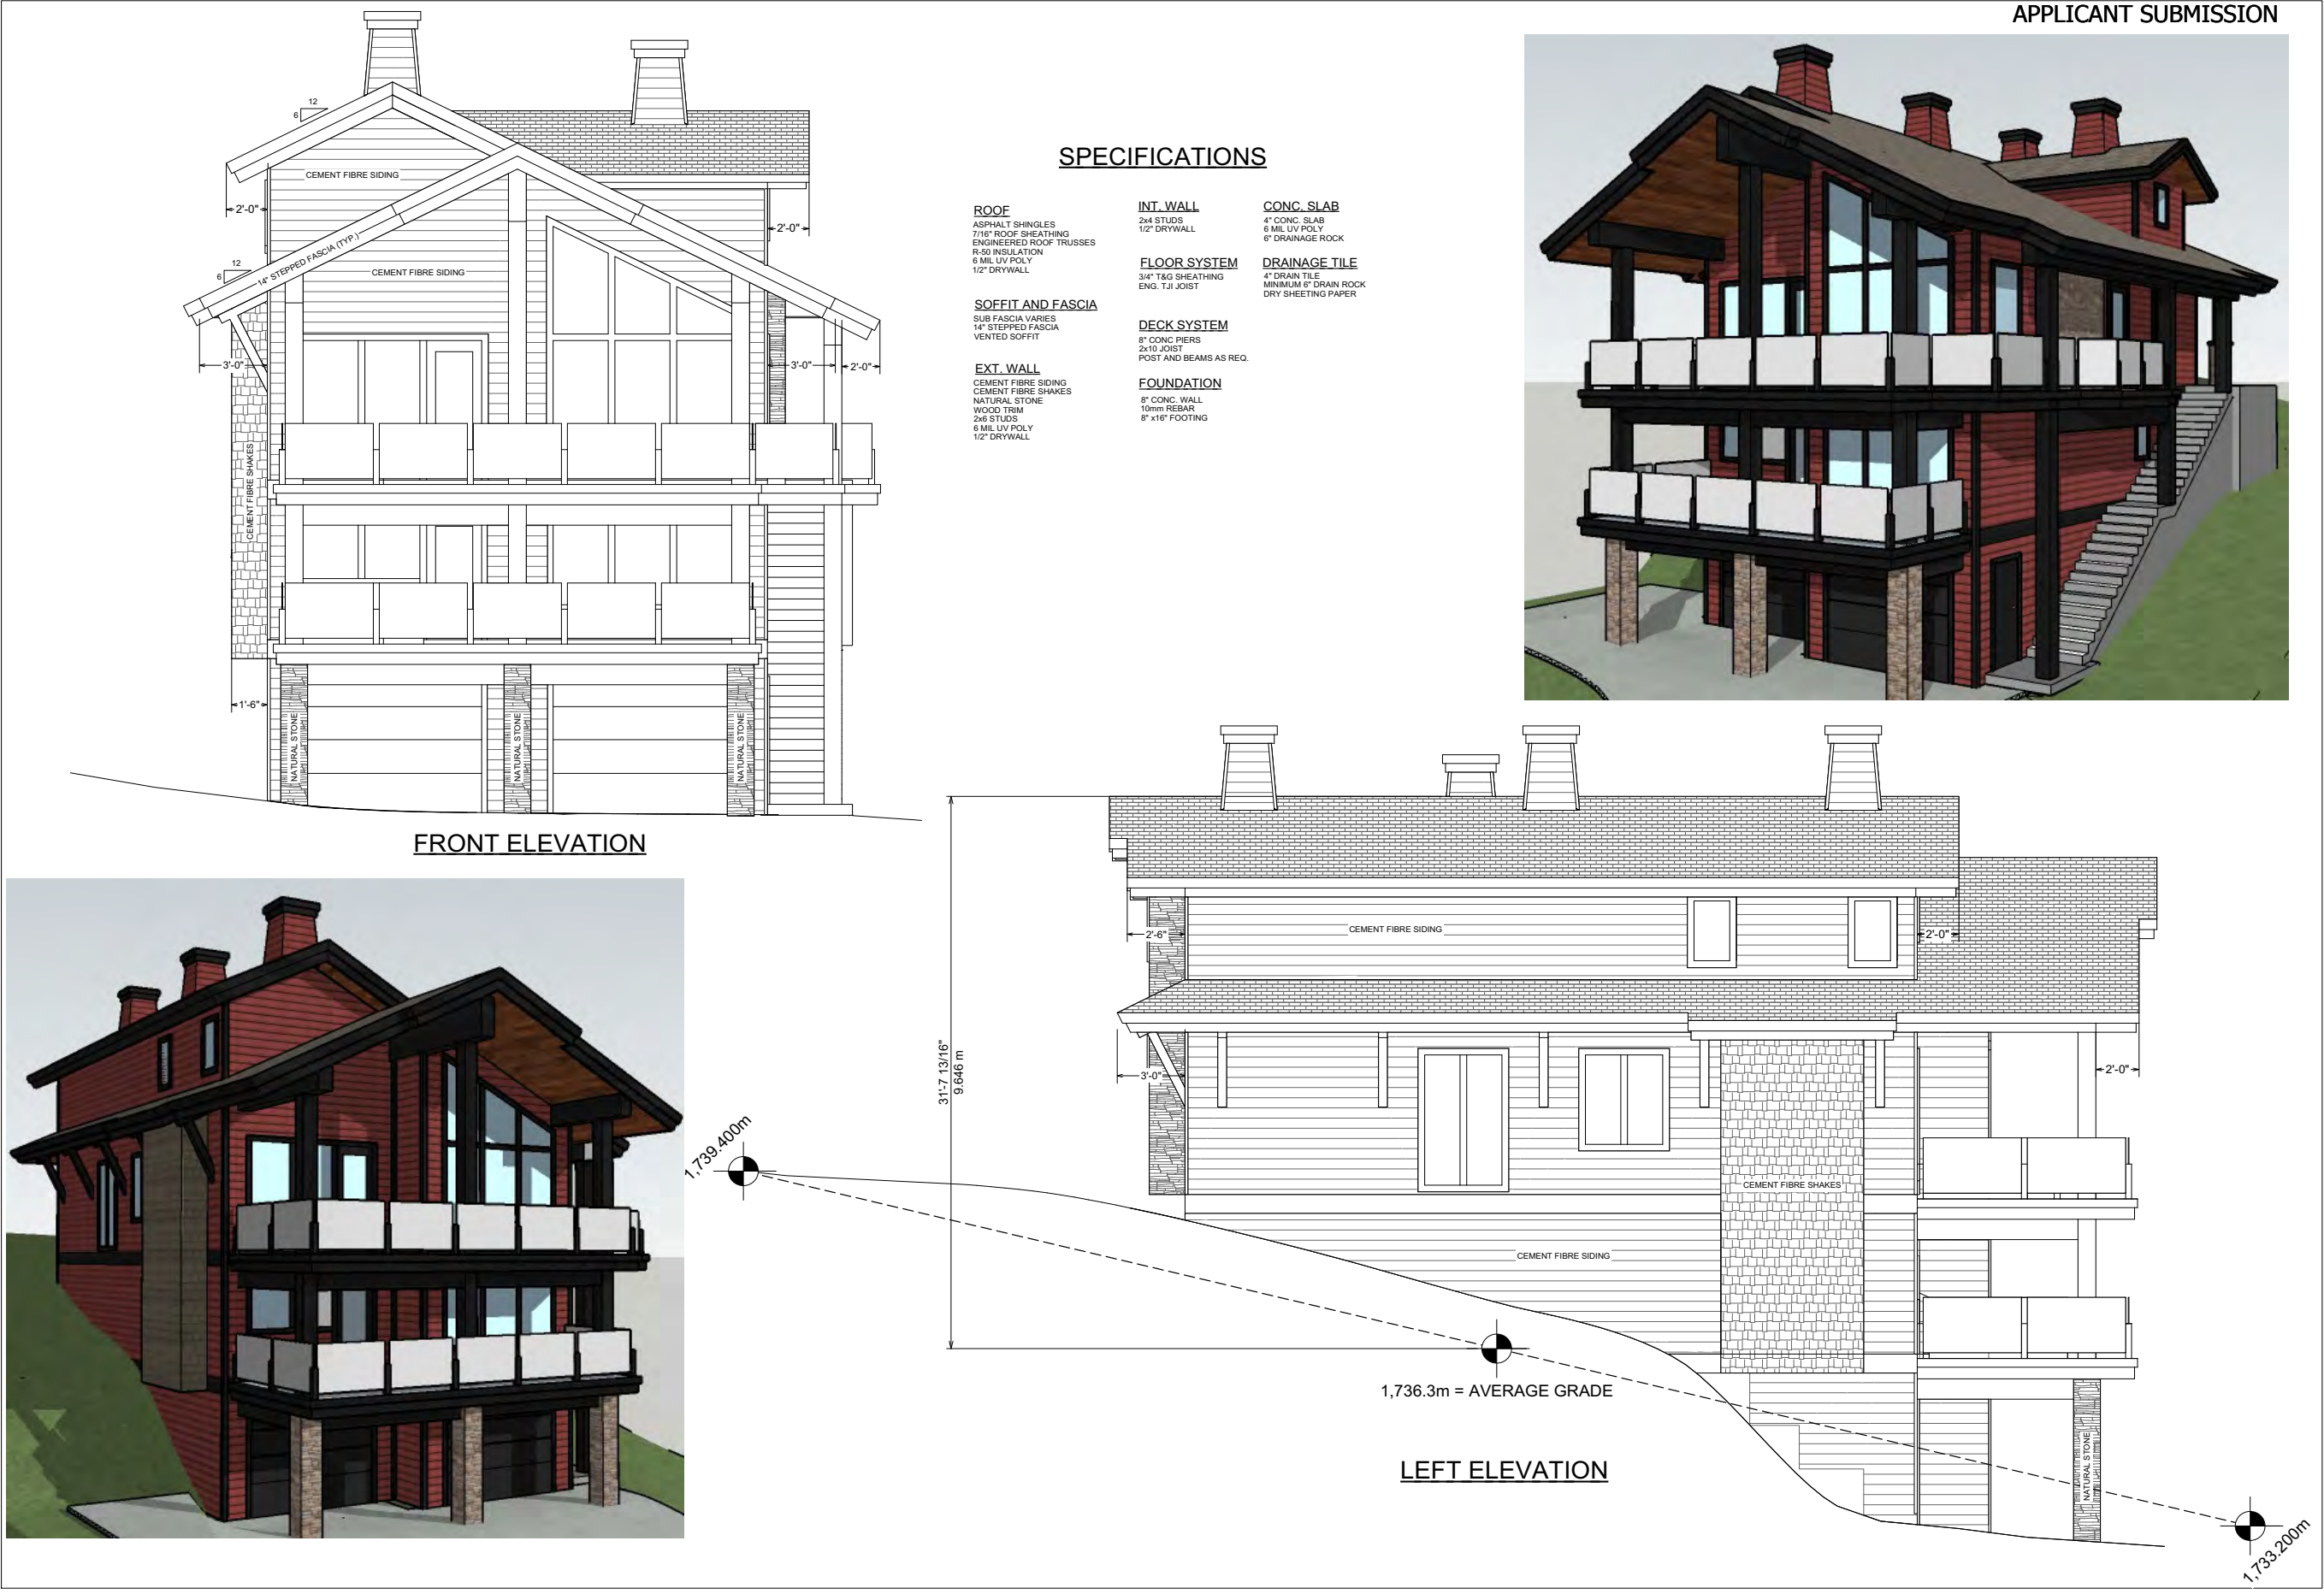 APPLICANT SUBMISSION
12
6
CEMENT FIBRE SIDING
2'-0"
2'-0"
14" STEPPED FASCIA (TYP.)
12
6
CEMENT FIBRE SIDING
3'-0"
3'-0"
2'-0"
CEMENT FIBRE SHAKES
1'-6"
NATURAL STONE
NATURAL STONE
NATURAL STONE
FRONT ELEVATION
SPECIFICATIONS
ROOF
ASPHALT SHINGLES
7/16" ROOF SHEATHING
ENGINEERED ROOF TRUSSES
R-50 INSULATION
6 MIL UV POLY
1/2" DRYWALL
SOFFIT AND FASCIA
SUB FASCIA VARIES
14" STEPPED FASCIA
VENTED SOFFIT
EXT. WALL
CEMENT FIBRE SIDING
CEMENT FIBRE SHAKES
NATURAL STONE
WOOD TRIM
2x6 STUDS
6 MIL UV POLY
1/2" DRYWALL
INT. WALL
2x4 STUDS
1/2" DRYWALL
FLOOR SYSTEM
3/4" T&G SHEATHING
ENG. TJI JOIST
DECK SYSTEM
8" CONC PIERS
2x10 JOIST
POST AND BEAMS AS REQ.
FOUNDATION
8" CONC. WALL
10mm REBAR
8" x16" FOOTING
CONC. SLAB
4" CONC. SLAB
6 MIL UV POLY
6" DRAINAGE ROCK
DRAINAGE TILE
4" DRAIN TILE
MINIMUM 6" DRAIN ROCK
DRY SHEETING PAPER
2'-6"
CEMENT FIBRE SIDING
2'-0"
31'-7 13/16"
9.646 m
3'-0"
2'-0"
1,739.400m
CEMENT FIBRE SHAKES
CEMENT FIBRE SIDING
1,736.3m = AVERAGE GRADE
NATURAL STONE
LEFT ELEVATION
1,733.200m